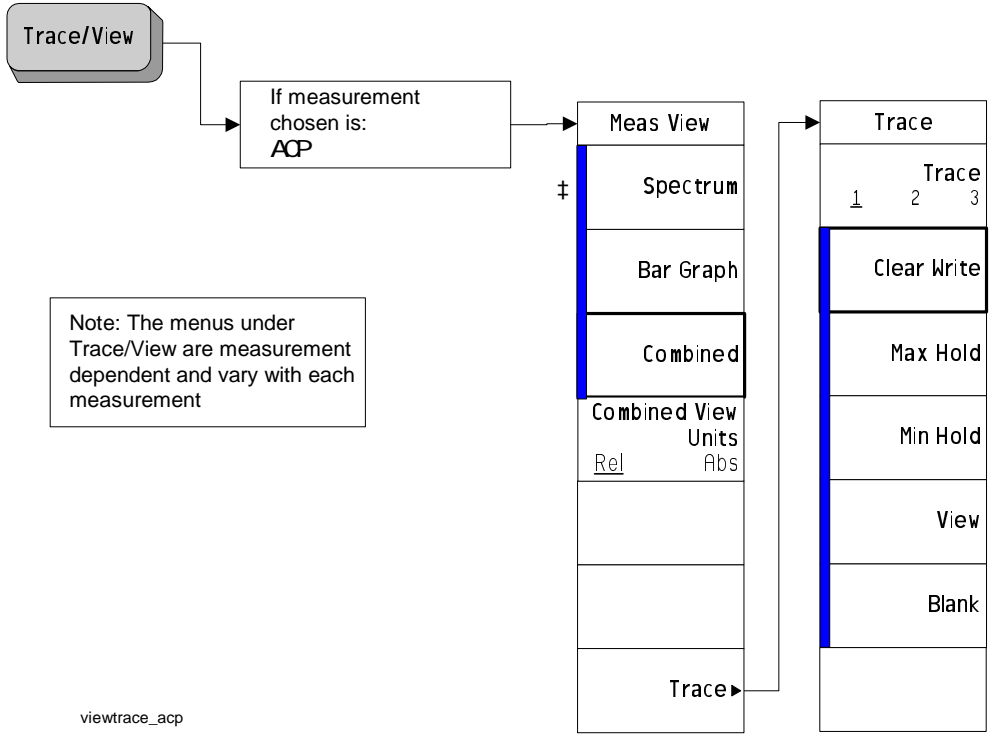 Trace/View
If measurement
chosen is:
ACP
Note: The menus under
Trace/View are measurement
dependent and vary with each
measurement
Meas View
‡
Spectrum
Bar Graph
Combined
Combined View
Units
Rel Abs
Trace
Trace
Trace
1 2 3
Clear Write
Max Hold
Min Hold
View
Blank
viewtrace_acp